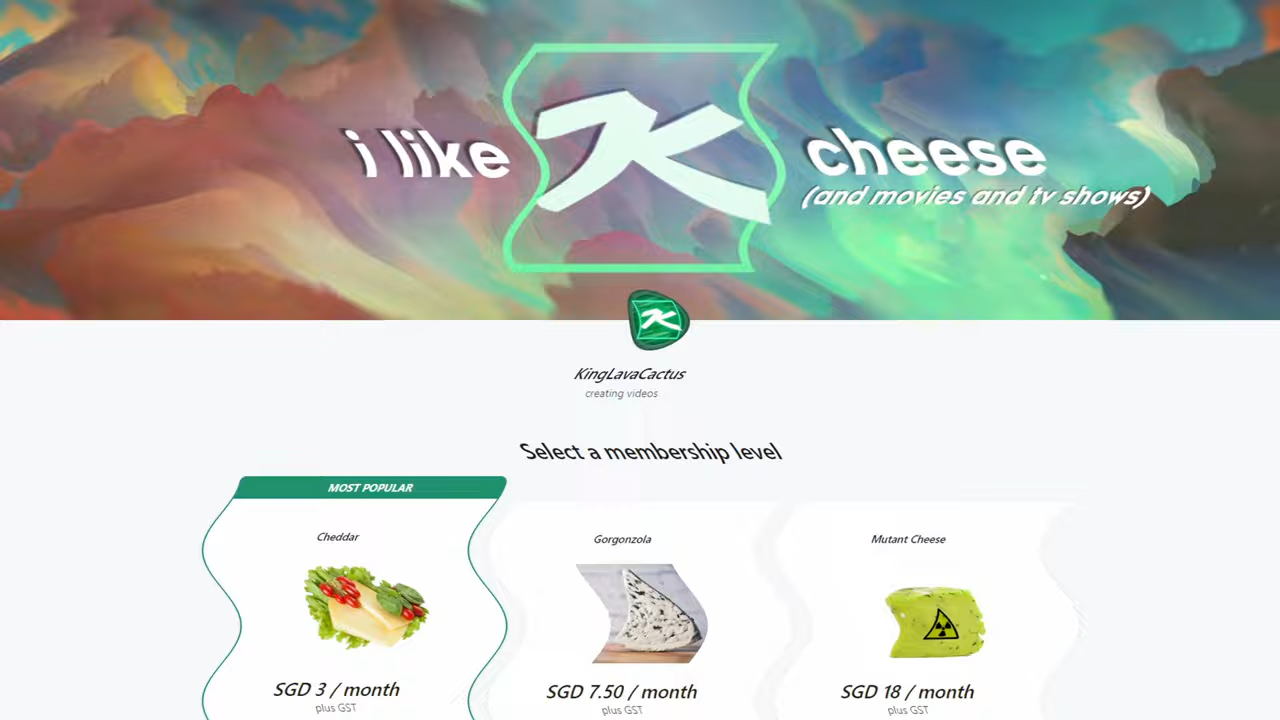 i like K cheese
(and movies and tv shows)
K
KingLavaCactus
creating videos
Select a membership level
MOST POPULAR
Cheddar
Gorgonzola
Mutant Cheese
SGD 3 / month
SGD 7.50 / month
SGD 18 / month
plus GST
plus GST
plus GST